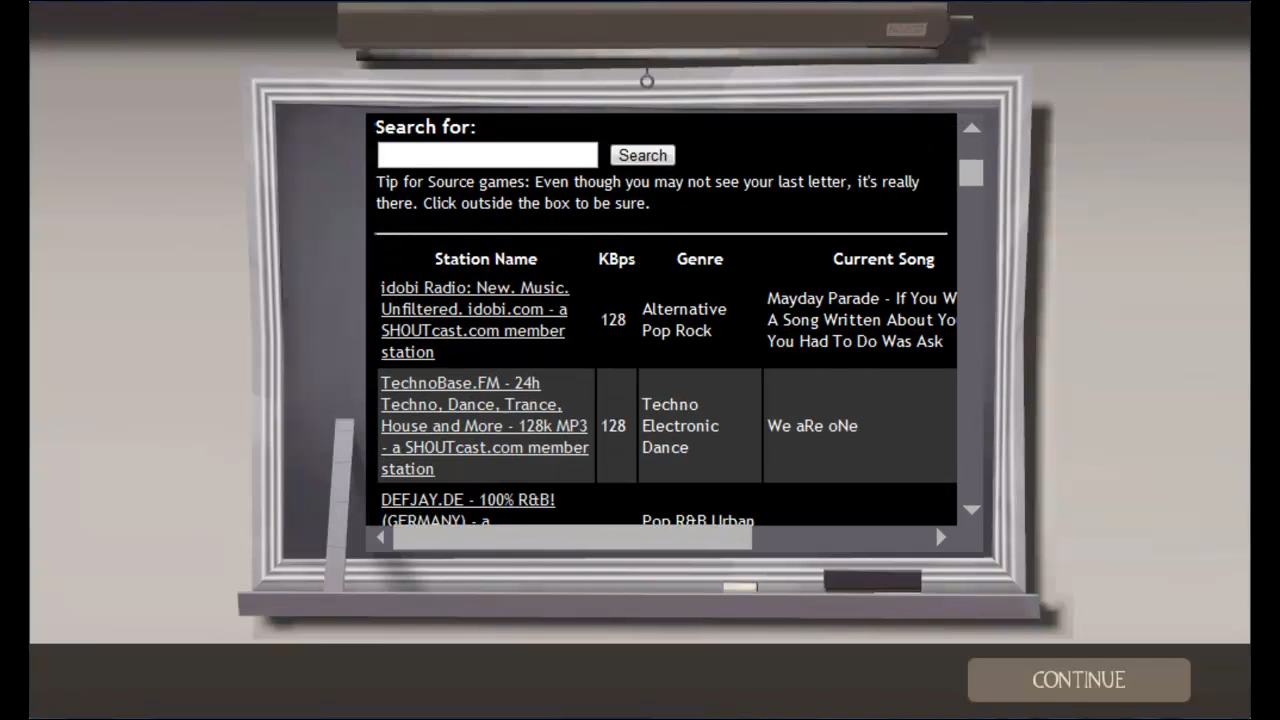 Search for:
Search
Tip for Source games: Even though you may not see your last letter, it's really
there. Click outside the box to be sure.
Station Name KBps Genre Current Song
idobi Radio: New. Music.
Unfiltered. idobi.com - a
SHOUTcast.com member
station
128
Alternative
Pop Rock
Mayday Parade - If You W
A Song Written About Yo
You Had To Do Was Ask
TechnoBase.FM - 24h
Techno, Dance, Trance,
House and More - 128k MP3
- a SHOUTcast.com member
station
128
Techno
Electronic
Dance
We aRe oNe
DEFJAY.DE - 100% R&B!
(GERMANY) - a
Pop R&B Urban
CONTINUE